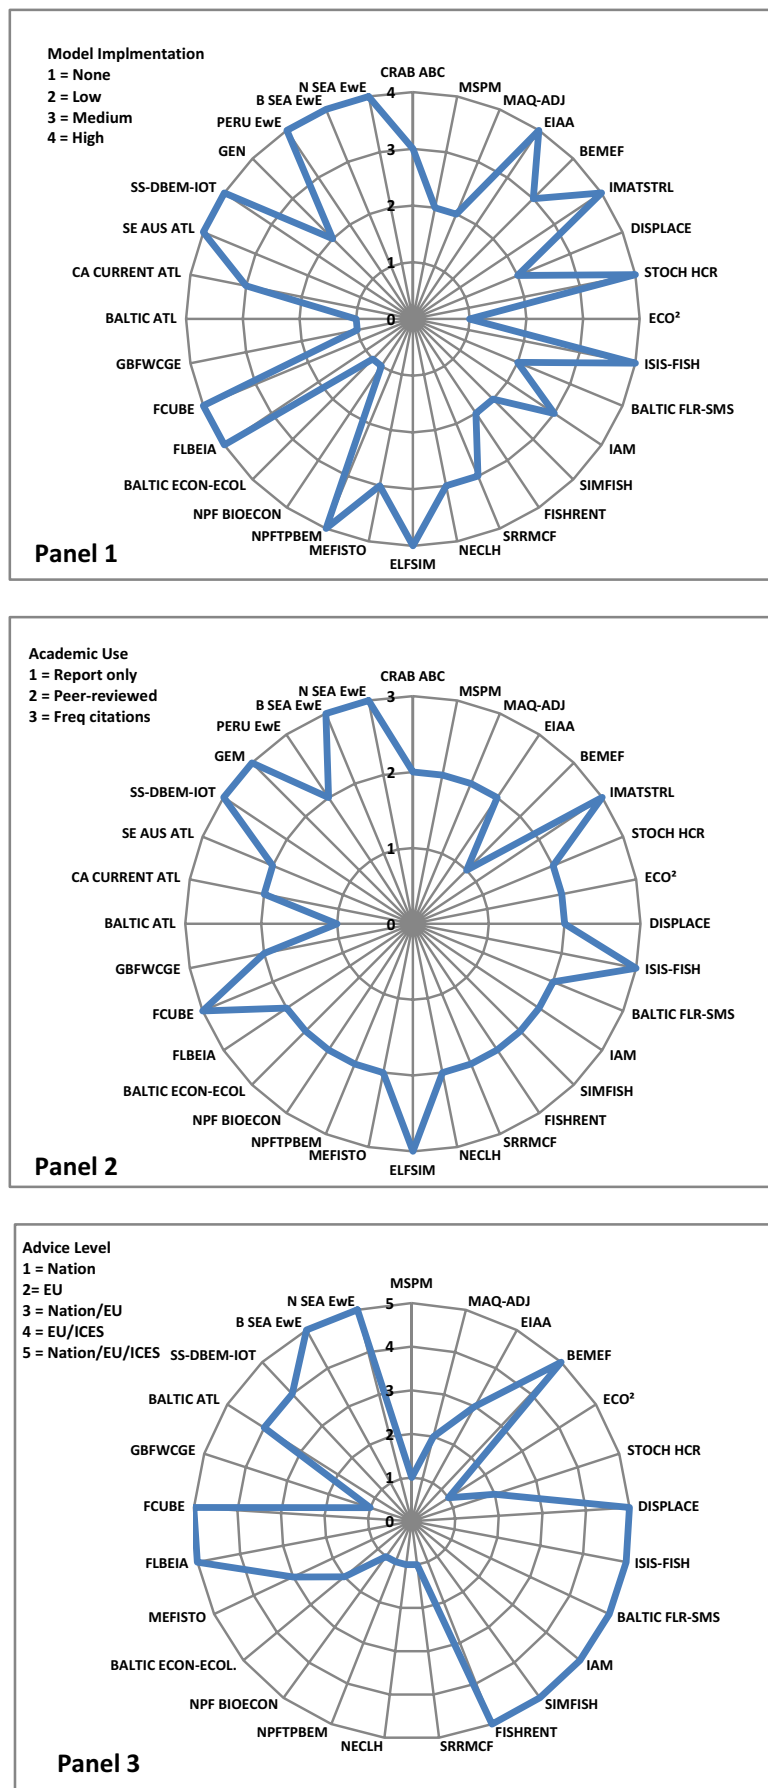 Model Implmentation
1 = None
2 = Low
3 = Medium
4 = High
CRAB ABC
MSPM
MAQ-ADJ
EIAA
BEMEF
IMATSTRL
DISPLACE
STOCH HCR
ECO²
ISIS-FISH
BALTIC FLR-SMS
IAM
SIMFISH
FISHRENT
SRRMCF
NECLH
ELFSIM
MEFISTO
NPFTPBEM
NPF BIOECON
BALTIC ECON-ECOL
FLBEIA
FCUBE
GBFWCGE
BALTIC ATL
CA CURRENT ATL
SE AUS ATL
SS-DBEM-IOT
GEN
PERU EwE
B SEA EwE
N SEA EwE
4
3
2
1
0
Panel 1
Academic Use
1 = Report only
2 = Peer-reviewed
3 = Freq citations
CRAB ABC
MSPM
MAQ-ADJ
EIAA
BEMEF
IMATSTRL
STOCH HCR
ECO²
DISPLACE
ISIS-FISH
BALTIC FLR-SMS
IAM
SIMFISH
FISHRENT
SRRMCF
NECLH
ELFSIM
MEFISTO
NPFTPBEM
NPF BIOECON
BALTIC ECON-ECOL
FLBEIA
FCUBE
GBFWCGE
BALTIC ATL
CA CURRENT ATL
SE AUS ATL
SS-DBEM-IOT
GEM
PERU EwE
B SEA EwE
N SEA EwE
3
2
1
0
Panel 2
Advice Level
1 = Nation
2= EU
3 = Nation/EU
4 = EU/ICES
5 = Nation/EU/ICES
MSPM
MAQ-ADJ
EIAA
BEMEF
ECO²
STOCH HCR
DISPLACE
ISIS-FISH
BALTIC FLR-SMS
IAM
SIMFISH
FISHRENT
SRRMCF
NECLH
NPFTPBEM
NPF BIOECON
BALTIC ECON-ECOL.
MEFISTO
FLBEIA
FCUBE
GBFWCGE
BALTIC ATL
SS-DBEM-IOT
B SEA EwE
N SEA EwE
5
4
3
2
1
0
Panel 3